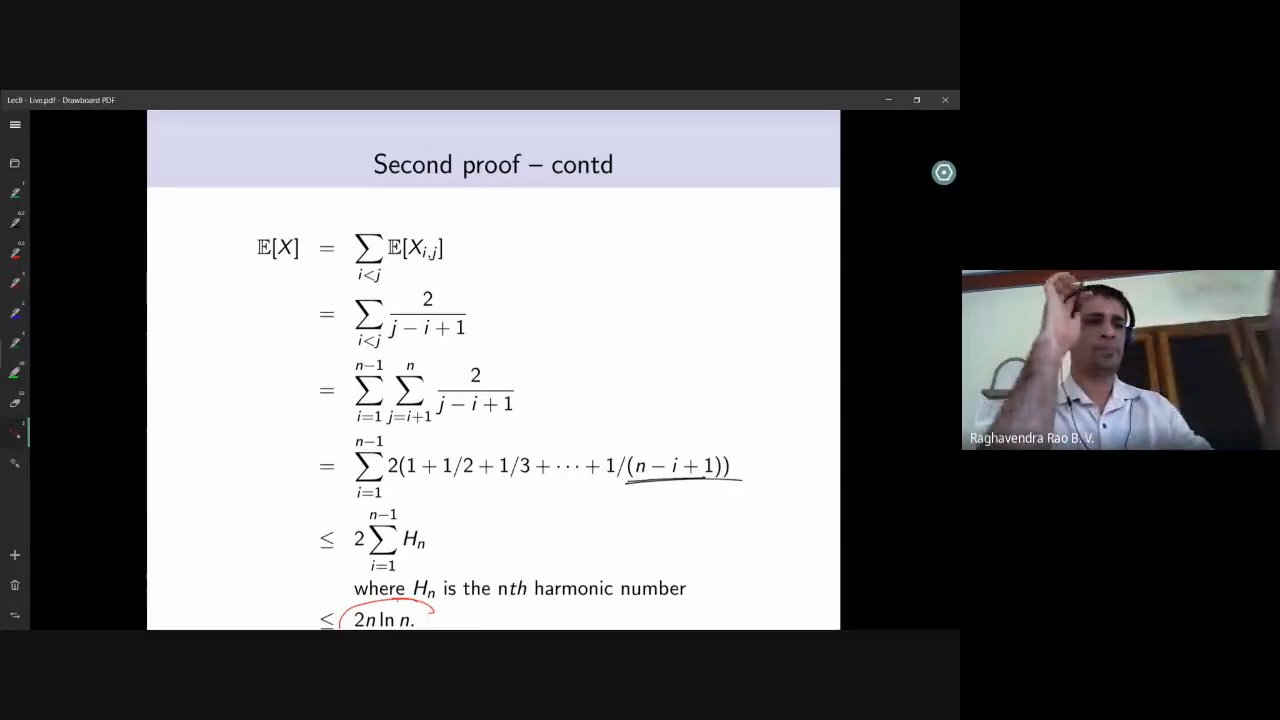 Lec8 - Live.pdf - Drawboard PDF
Second proof – contd
𝔼[X] = ∑_{i<j} 𝔼[X_{i,j}]
= ∑_{i<j} 2/(j − i + 1)
= ∑_{i=1}^{n−1} ∑_{j=i+1}^{n} 2/(j − i + 1)
= ∑_{i=1}^{n−1} 2(1 + 1/2 + 1/3 + ⋯ + 1/(n − i + 1))
≤ 2 ∑_{i=1}^{n−1} H_n
where H_n is the nth harmonic number
≤ 2n ln n.
Raghavendra Rao B. V.